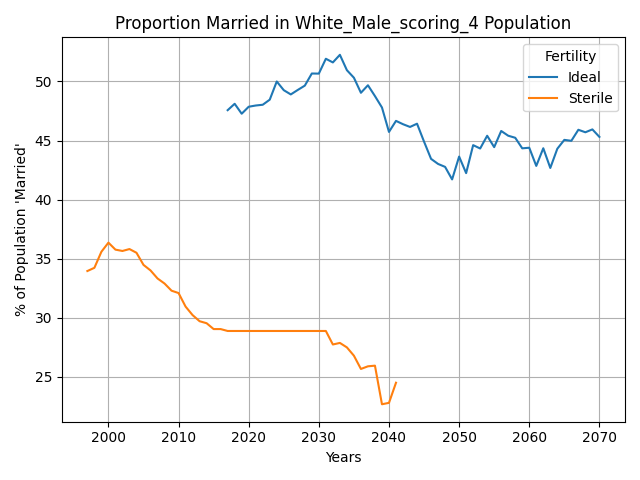 Proportion Married in White_Male_scoring_4 Population
% of Population 'Married'
50
45
40
35
30
25
Fertility
Ideal
Sterile
2000 2010 2020 2030 2040 2050 2060 2070
Years